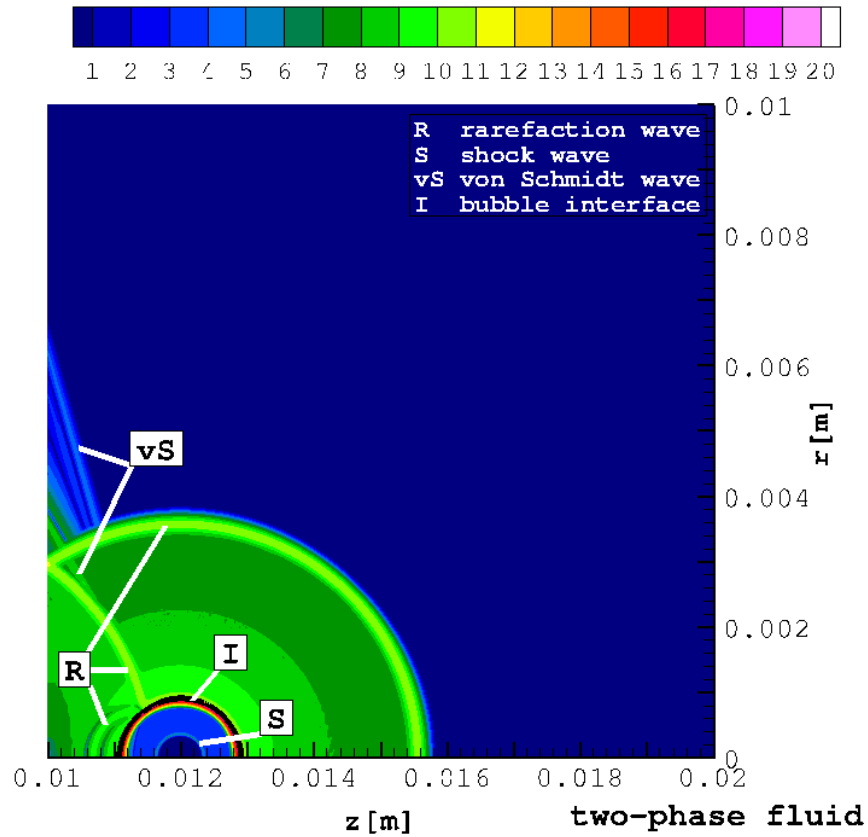 1 2 3 4 5 6 7 8 9 10 11 12 13 14 15 16 17 18 19 20
0.01
R rarefaction wave
S shock wave
vS von Schmidt wave
I bubble interface
0.008
0.006
r[m]
vS
0.004
0.002
I
R
S
0
0.01 0.012 0.014 0.016 0.018 0.02
z[m]
two-phase fluid